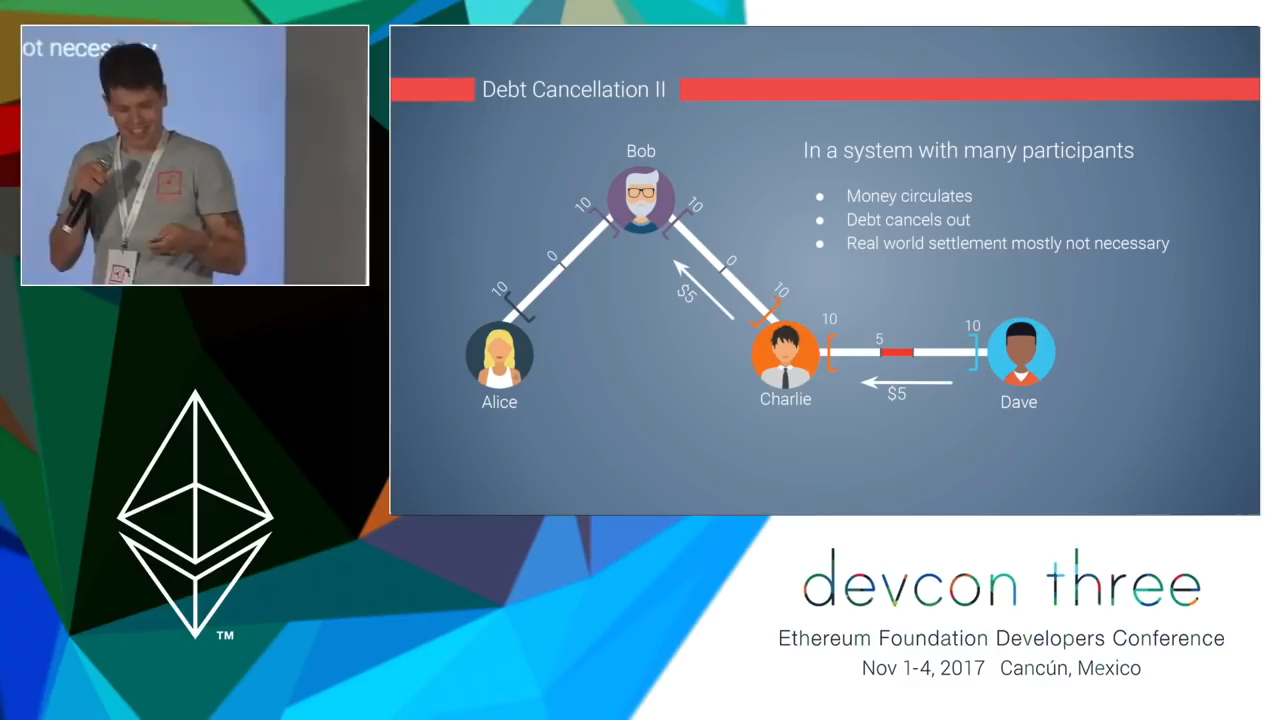 ot necessary
Debt Cancellation II
Bob
In a system with many participants
Money circulates
Debt cancels out
Real world settlement mostly not necessary
10
10
0
0
10
10
$5
10
5
10
$5
Alice
Charlie
Dave
TM
devcon three
Ethereum Foundation Developers Conference
Nov 1-4, 2017 Cancún, Mexico